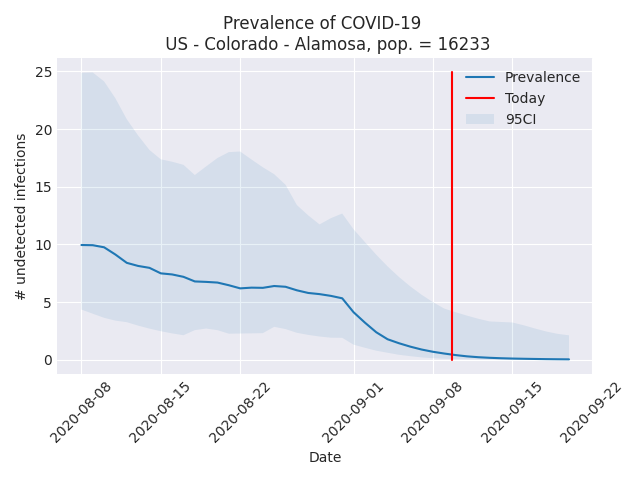 Prevalence of COVID-19
US - Colorado - Alamosa, pop. = 16233
25
20
15
10
5
0
# undetected infections
Prevalence
Today
95CI
2020-08-08
2020-08-15
2020-08-22
2020-09-01
2020-09-08
2020-09-15
2020-09-22
Date